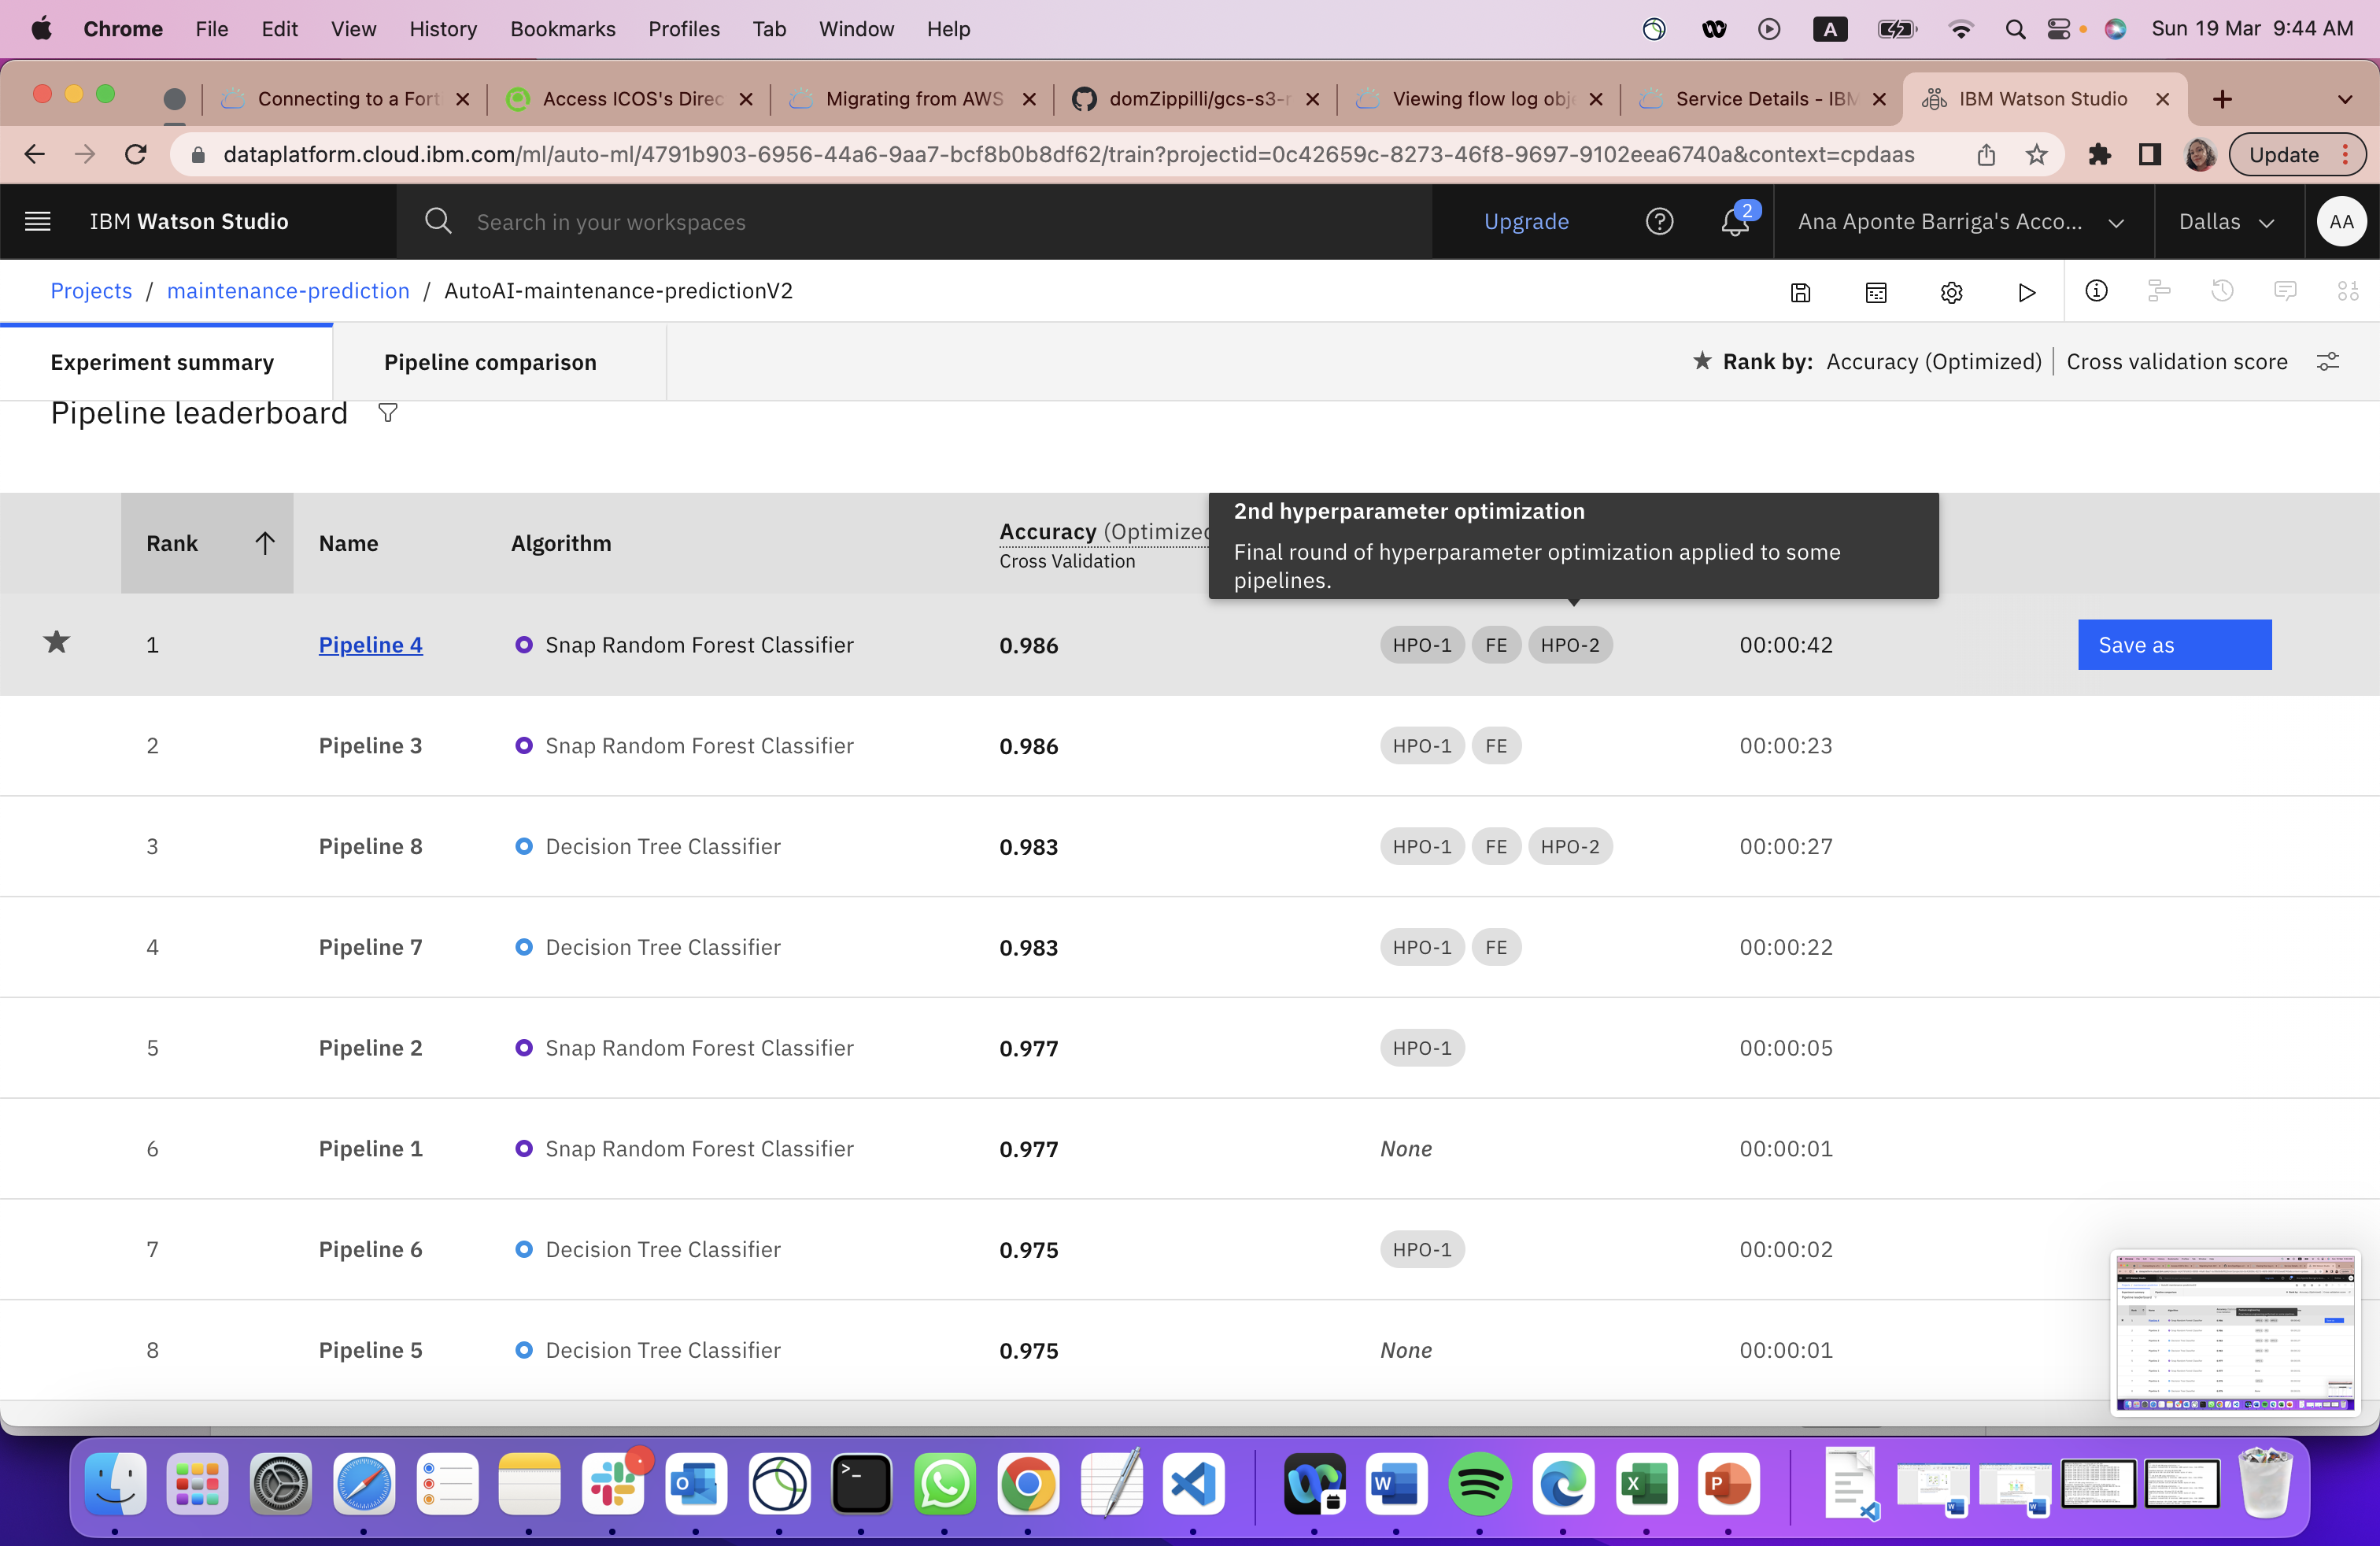 Chrome File Edit View History Bookmarks Profiles Tab Window Help A Sun 19 Mar 9:44 AM
Connecting to a Fort Access ICOS's Direc Migrating from AWS domZippilli/gcs-s3-r Viewing flow log obje Service Details - IBM IBM Watson Studio
dataplatform.cloud.ibm.com/ml/auto-ml/4791b903-6956-44a6-9aa7-bcf8b0b8df62/train?projectid=0c42659c-8273-46f8-9697-9102eea6740a&context=cpdaas Update
IBM Watson Studio Search in your workspaces Upgrade 2 Ana Aponte Barriga's Acco... Dallas AA
Projects / maintenance-prediction / AutoAI-maintenance-predictionV2
Experiment summary Pipeline comparison Rank by: Accuracy (Optimized) Cross validation score
Pipeline leaderboard
2nd hyperparameter optimization
Final round of hyperparameter optimization applied to some
pipelines.
Rank Name Algorithm Accuracy (Optimized
Cross Validation
1 Pipeline 4 Snap Random Forest Classifier 0.986 HPO-1 FE HPO-2 00:00:42 Save as
2 Pipeline 3 Snap Random Forest Classifier 0.986 HPO-1 FE 00:00:23
3 Pipeline 8 Decision Tree Classifier 0.983 HPO-1 FE HPO-2 00:00:27
4 Pipeline 7 Decision Tree Classifier 0.983 HPO-1 FE 00:00:22
5 Pipeline 2 Snap Random Forest Classifier 0.977 HPO-1 00:00:05
6 Pipeline 1 Snap Random Forest Classifier 0.977 None 00:00:01
7 Pipeline 6 Decision Tree Classifier 0.975 HPO-1 00:00:02
8 Pipeline 5 Decision Tree Classifier 0.975 None 00:00:01